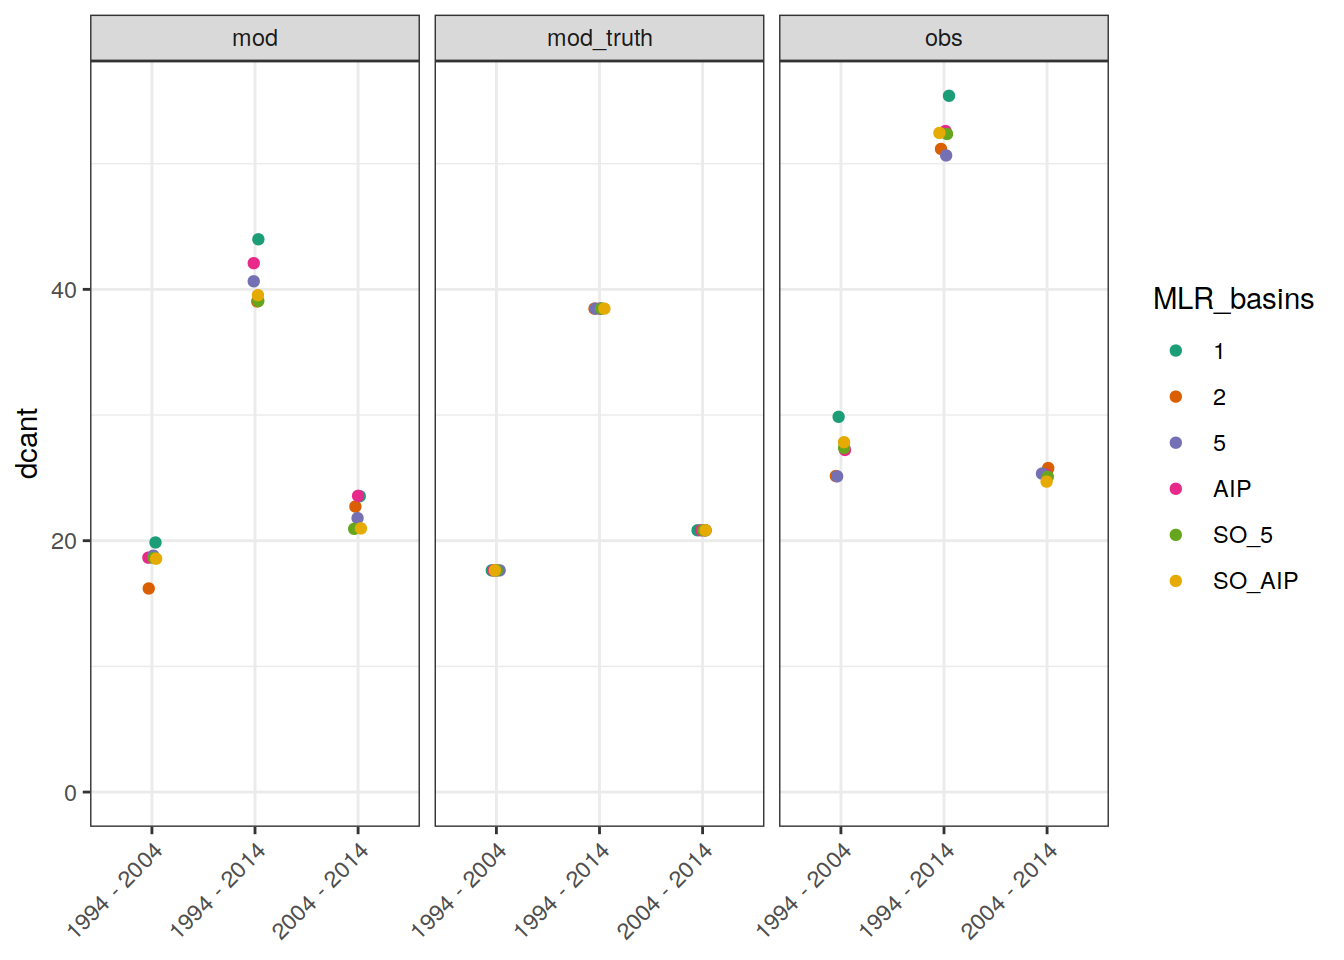 mod
mod_truth
obs
dcant
40
20
0
1994 - 2004
1994 - 2014
2004 - 2014
1994 - 2004
1994 - 2014
2004 - 2014
1994 - 2004
1994 - 2014
2004 - 2014
MLR_basins
1
2
5
AIP
SO_5
SO_AIP